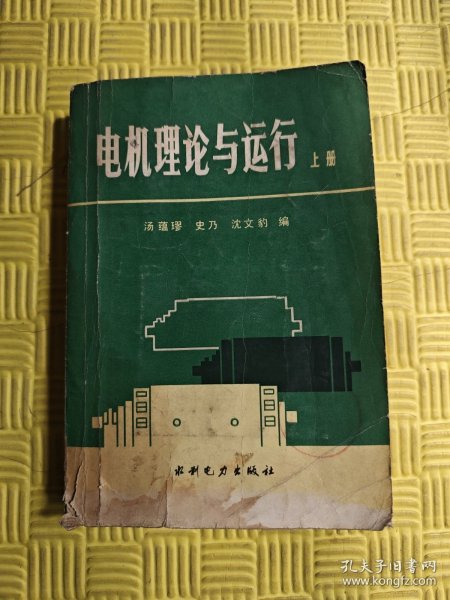 电机理论与运行 上册
汤蕴璆 史乃 沈文豹 编
水利电力出版社
孔夫子旧书网
www.kongfz.com